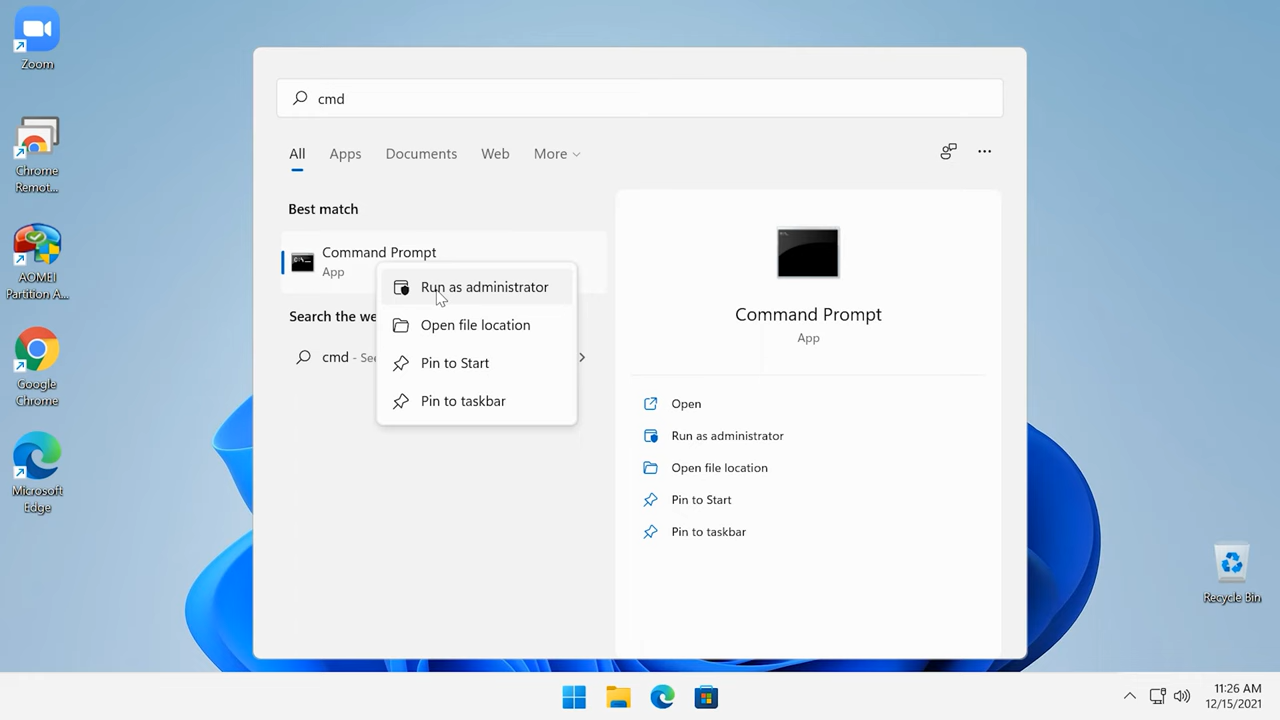 Zoom
Chrome
Remot...
AOMEI
Partition A...
Google
Chrome
Microsoft
Edge
cmd
All Apps Documents Web More
Best match
Command Prompt
App
Run as administrator
Open file location
Pin to Start
Pin to taskbar
Search the we
cmd - See
Command Prompt
App
Open
Run as administrator
Open file location
Pin to Start
Pin to taskbar
Recycle Bin
11:26 AM
12/15/2021